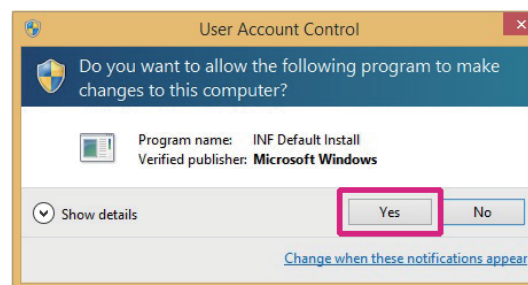 User Account Control
Do you want to allow the following program to make
changes to this computer?
Program name: INF Default Install
Verified publisher: Microsoft Windows
Show details
Yes
No
Change when these notifications appear